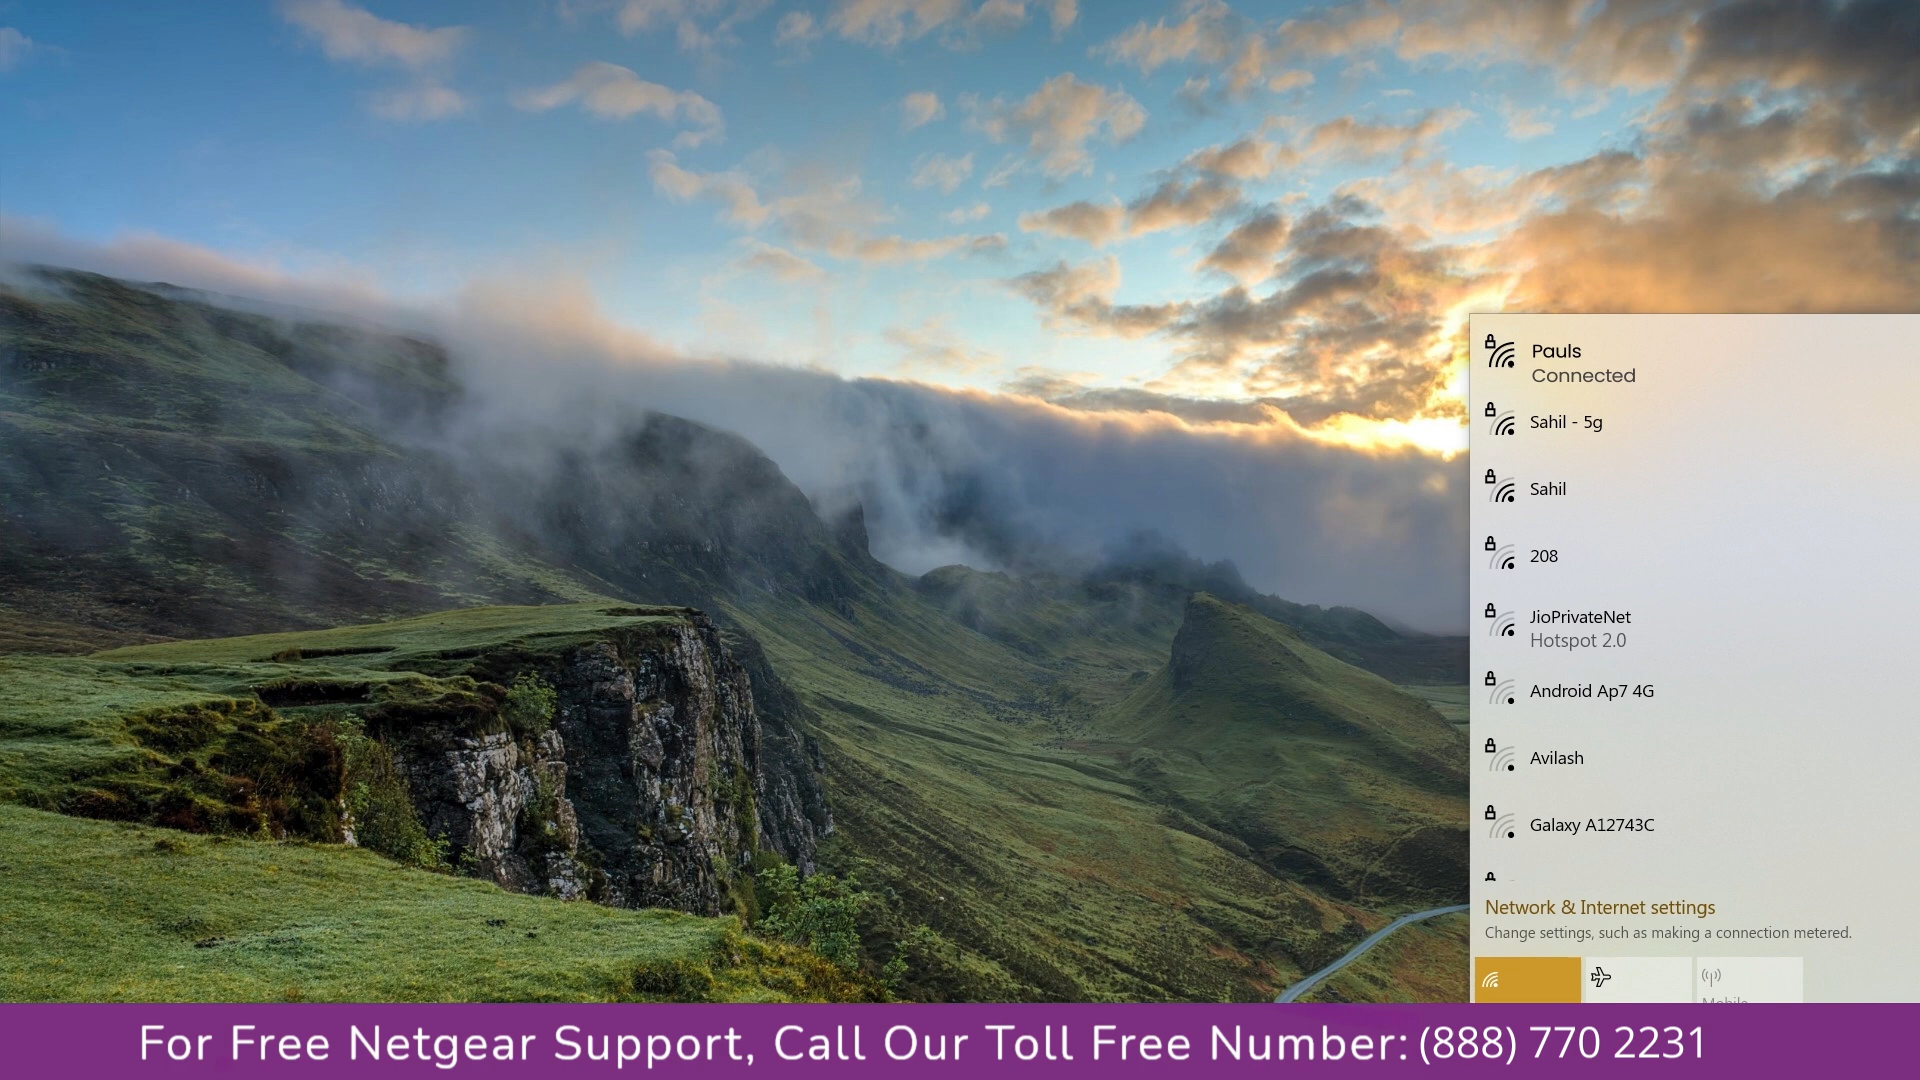 Pauls
Connected
Sahil - 5g
Sahil
208
JioPrivateNet
Hotspot 2.0
Android Ap7 4G
Avilash
Galaxy A12743C
Network & Internet settings
Change settings, such as making a connection metered.
Mobile
For Free Netgear Support, Call Our Toll Free Number: (888) 770 2231